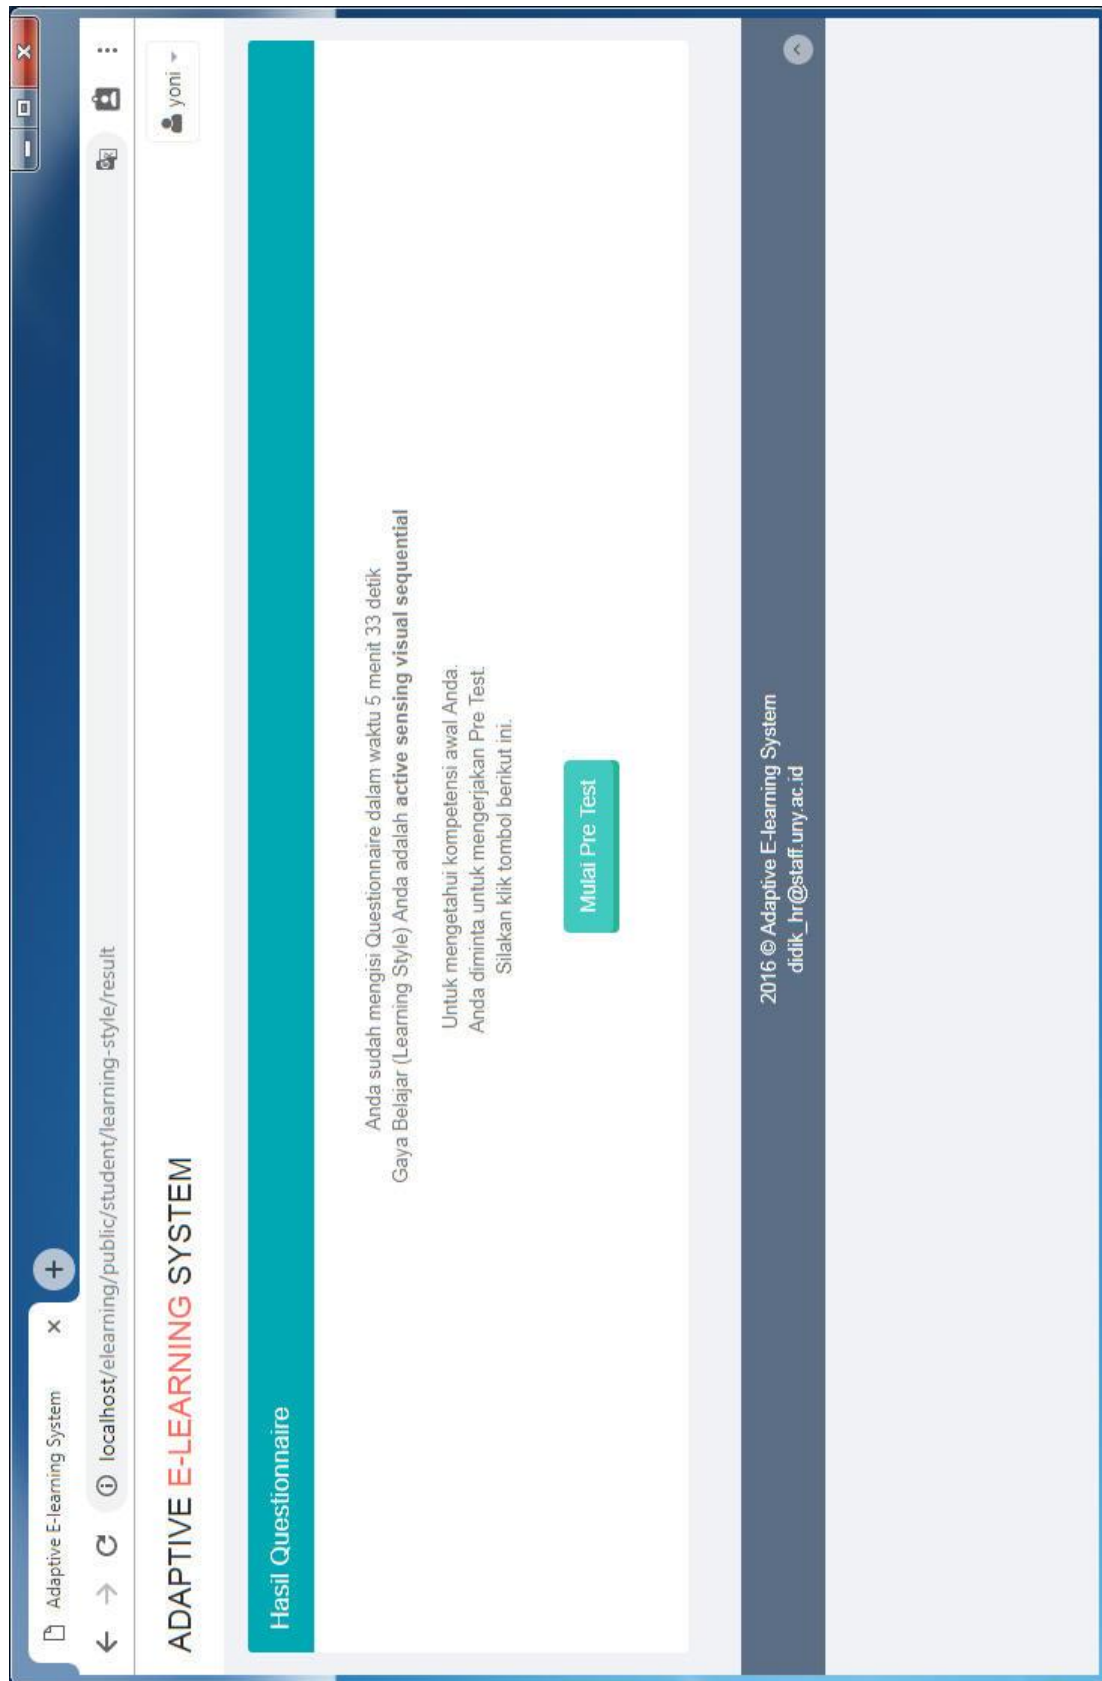 Adaptive E-learning System
localhost/elearning/public/student/learning-style/result
ADAPTIVE E-LEARNING SYSTEM
yoni
Hasil Questionnaire
Anda sudah mengisi Questionnaire dalam waktu 5 menit 33 detik
Gaya Belajar (Learning Style) Anda adalah active sensing visual sequential
Untuk mengetahui kompetensi awal Anda.
Anda diminta untuk mengerjakan Pre Test.
Silakan klik tombol berikut ini.
Mulai Pre Test
2016 © Adaptive E-learning System
didik_hr@staff.uny.ac.id